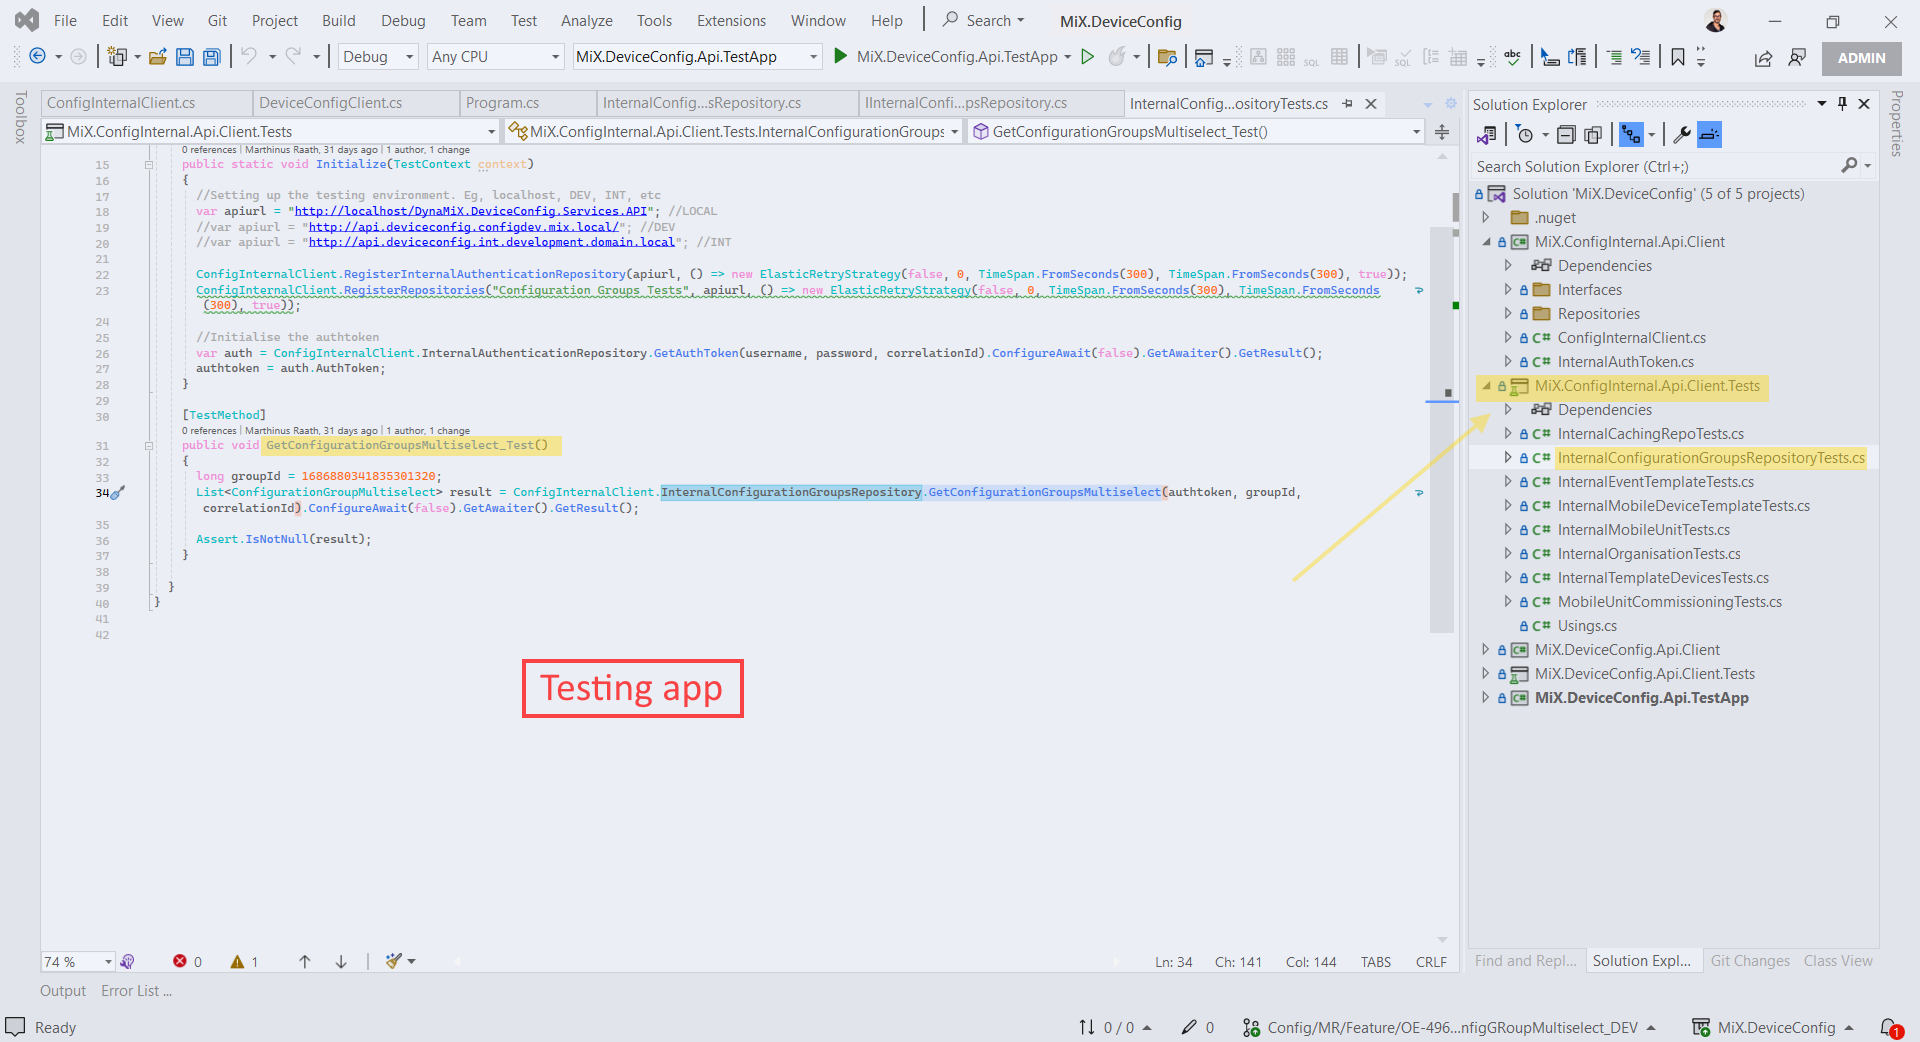 File Edit View Git Project Build Debug Team Test Analyze Tools Extensions Window Help Search MiX.DeviceConfig
Debug Any CPU MiX.DeviceConfig.Api.TestApp MiX.DeviceConfig.Api.TestApp ADMIN
Toolbox
ConfigInternalClient.cs DeviceConfigClient.cs Program.cs InternalConfig...sRepository.cs IInternalConfi...psRepository.cs InternalConfig...ositoryTests.cs
MiX.ConfigInternal.Api.Client.Tests MiX.ConfigInternal.Api.Client.Tests.InternalConfigurationGroups GetConfigurationGroupsMultiselect_Test()
0 references | Marthinus Raath, 31 days ago | 1 author, 1 change
15 public static void Initialize(TestContext context)
16 {
17 //Setting up the testing environment. Eg, localhost, DEV, INT, etc
18 var apiurl = "http://localhost/DynaMiX.DeviceConfig.Services.API"; //LOCAL
19 //var apiurl = "http://api.deviceconfig.configdev.mix.local/"; //DEV
20 //var apiurl = "http://api.deviceconfig.int.development.domain.local"; //INT
21
22 ConfigInternalClient.RegisterInternalAuthenticationRepository(apiurl, () => new ElasticRetryStrategy(false, 0, TimeSpan.FromSeconds(300), TimeSpan.FromSeconds(300), true));
23 ConfigInternalClient.RegisterRepositories("Configuration Groups Tests", apiurl, () => new ElasticRetryStrategy(false, 0, TimeSpan.FromSeconds(300), TimeSpan.FromSeconds
(300), true));
24
25 //Initialise the authtoken
26 var auth = ConfigInternalClient.InternalAuthenticationRepository.GetAuthToken(username, password, correlationId).ConfigureAwait(false).GetAwaiter().GetResult();
27 authtoken = auth.AuthToken;
28 }
29
30 [TestMethod]
0 references | Marthinus Raath, 31 days ago | 1 author, 1 change
31 public void GetConfigurationGroupsMultiselect_Test()
32 {
33 long groupId = 1686880341835301320;
34 List<ConfigurationGroupMultiselect> result = ConfigInternalClient.InternalConfigurationGroupsRepository.GetConfigurationGroupsMultiselect(authtoken, groupId,
correlationId).ConfigureAwait(false).GetAwaiter().GetResult();
35
36 Assert.IsNotNull(result);
37 }
38
39 }
40 }
41
42
Testing app
74 % 0 1 Ln: 34 Ch: 141 Col: 144 TABS CRLF
Output Error List ...
Solution Explorer
Search Solution Explorer (Ctrl+;)
Solution 'MiX.DeviceConfig' (5 of 5 projects)
.nuget
MiX.ConfigInternal.Api.Client
Dependencies
Interfaces
Repositories
C# ConfigInternalClient.cs
C# InternalAuthToken.cs
MiX.ConfigInternal.Api.Client.Tests
Dependencies
C# InternalCachingRepoTests.cs
C# InternalConfigurationGroupsRepositoryTests.cs
C# InternalEventTemplateTests.cs
C# InternalMobileDeviceTemplateTests.cs
C# InternalMobileUnitTests.cs
C# InternalOrganisationTests.cs
C# InternalTemplateDevicesTests.cs
C# MobileUnitCommissioningTests.cs
C# Usings.cs
MiX.DeviceConfig.Api.Client
MiX.DeviceConfig.Api.Client.Tests
MiX.DeviceConfig.Api.TestApp
Find and Repl... Solution Expl... Git Changes Class View
Properties
Ready 0 / 0 0 Config/MR/Feature/OE-496...nfigGRoupMultiselect_DEV MiX.DeviceConfig 1